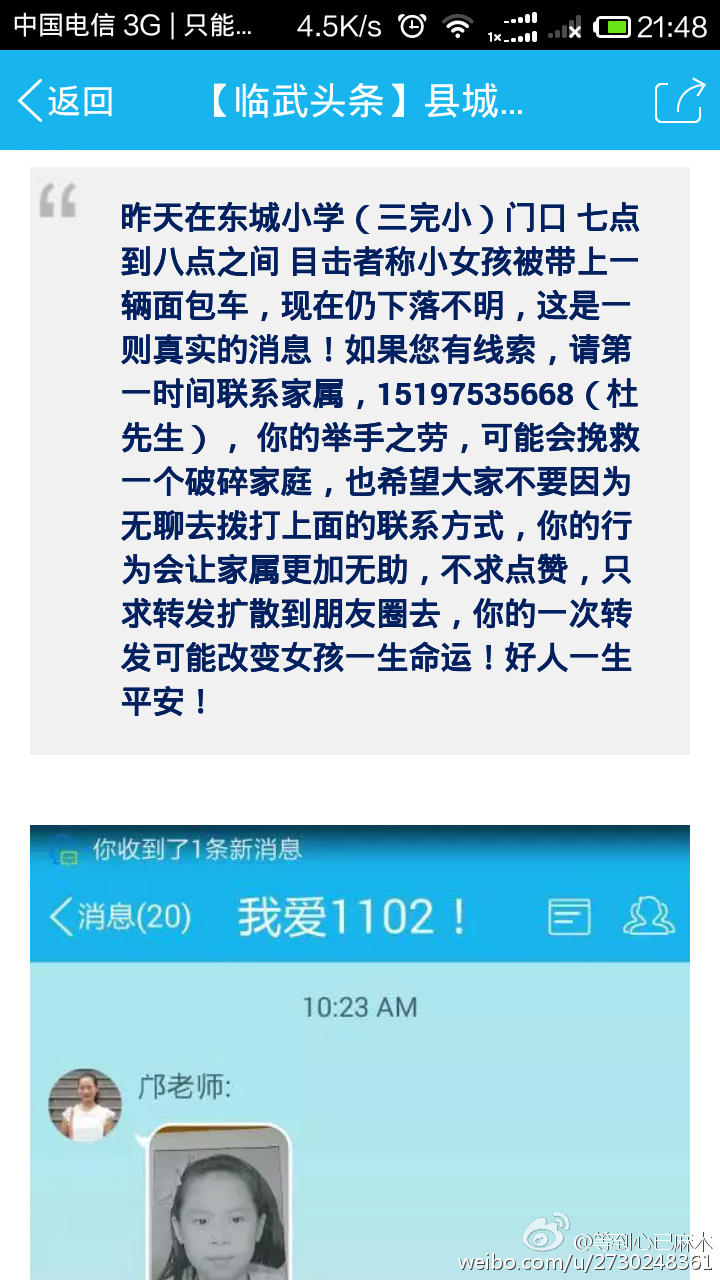 中国电信 3G | 只能... 4.5K/s 21:48
返回 【临武头条】县城...
昨天在东城小学（三完小）门口 七点
到八点之间 目击者称小女孩被带上一
辆面包车，现在仍下落不明，这是一
则真实的消息！如果您有线索，请第
一时间联系家属，15197535668（杜
先生），你的举手之劳，可能会挽救
一个破碎家庭，也希望大家不要因为
无聊去拨打上面的联系方式，你的行
为会让家属更加无助，不求点赞，只
求转发扩散到朋友圈去，你的一次转
发可能改变女孩一生命运！好人一生
平安！
你收到了1条新消息
消息(20) 我爱1102！
10:23 AM
邝老师:
@等到心已麻木
weibo.com/u/2730248361